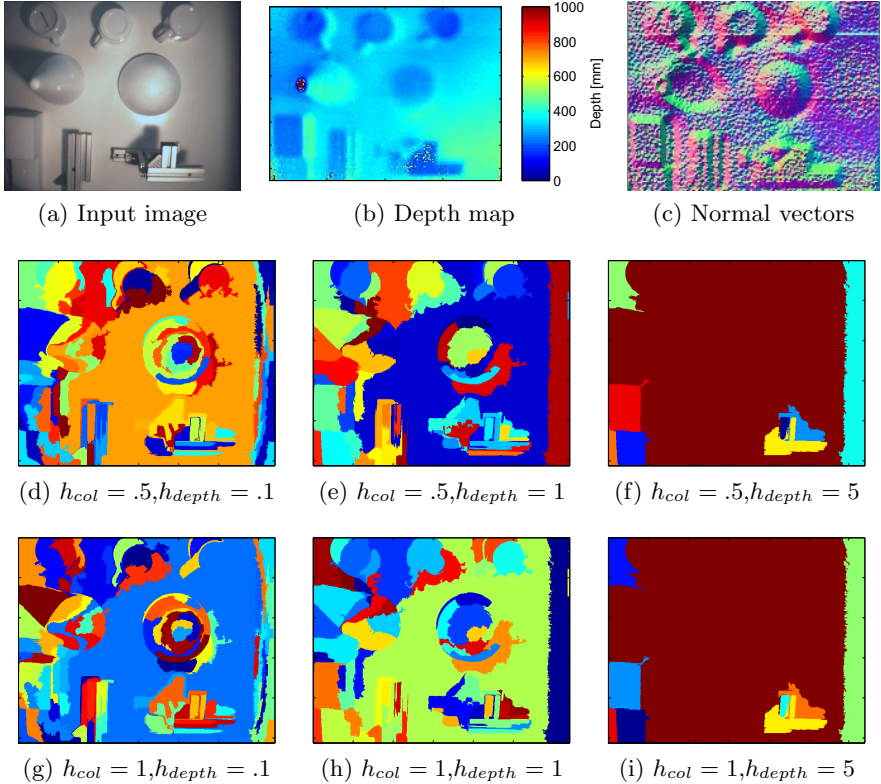 1000
800
600
400
200
0
Depth [mm]
(a) Input image
(b) Depth map
(c) Normal vectors
(d) h_col = .5,h_depth = .1
(e) h_col = .5,h_depth = 1
(f) h_col = .5,h_depth = 5
(g) h_col = 1,h_depth = .1
(h) h_col = 1,h_depth = 1
(i) h_col = 1,h_depth = 5